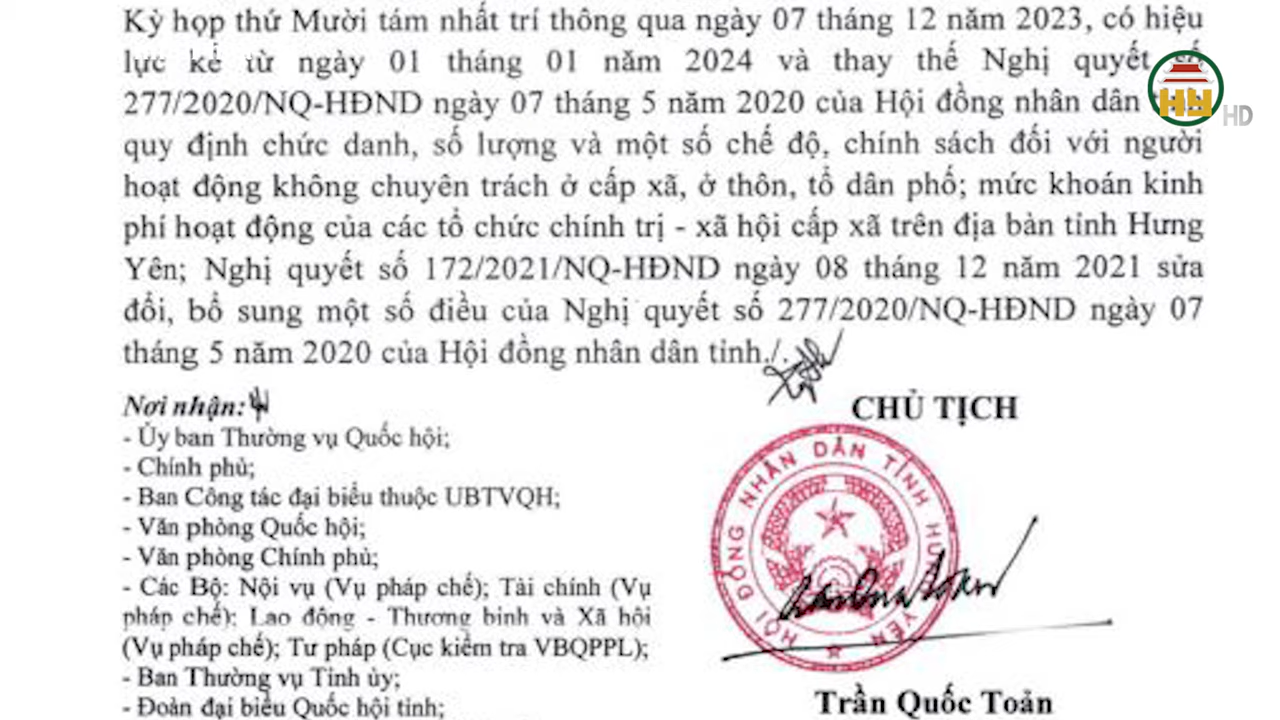 Kỳ họp thứ Mười tám nhất trí thông qua ngày 07 tháng 12 năm 2023, có hiệu
lực kể từ ngày 01 tháng 01 năm 2024 và thay thế Nghị quyết số
277/2020/NQ-HĐND ngày 07 tháng 5 năm 2020 của Hội đồng nhân dân tỉnh
quy định chức danh, số lượng và một số chế độ, chính sách đối với người
hoạt động không chuyên trách ở cấp xã, ở thôn, tổ dân phố; mức khoán kinh
phí hoạt động của các tổ chức chính trị - xã hội cấp xã trên địa bàn tỉnh Hưng
Yên; Nghị quyết số 172/2021/NQ-HĐND ngày 08 tháng 12 năm 2021 sửa
đổi, bổ sung một số điều của Nghị quyết số 277/2020/NQ-HĐND ngày 07
tháng 5 năm 2020 của Hội đồng nhân dân tỉnh./.
HY HD
Nơi nhận:
- Ủy ban Thường vụ Quốc hội;
- Chính phủ;
- Ban Công tác đại biểu thuộc UBTVQH;
- Văn phòng Quốc hội;
- Văn phòng Chính phủ;
- Các Bộ: Nội vụ (Vụ pháp chế); Tài chính (Vụ
pháp chế); Lao động - Thương binh và Xã hội
(Vụ pháp chế); Tư pháp (Cục kiểm tra VBQPPL);
- Ban Thường vụ Tỉnh ủy;
- Đoàn đại biểu Quốc hội tỉnh;
CHỦ TỊCH
HỘI ĐỒNG NHÂN DÂN TỈNH HƯNG YÊN
Trần Quốc Toản